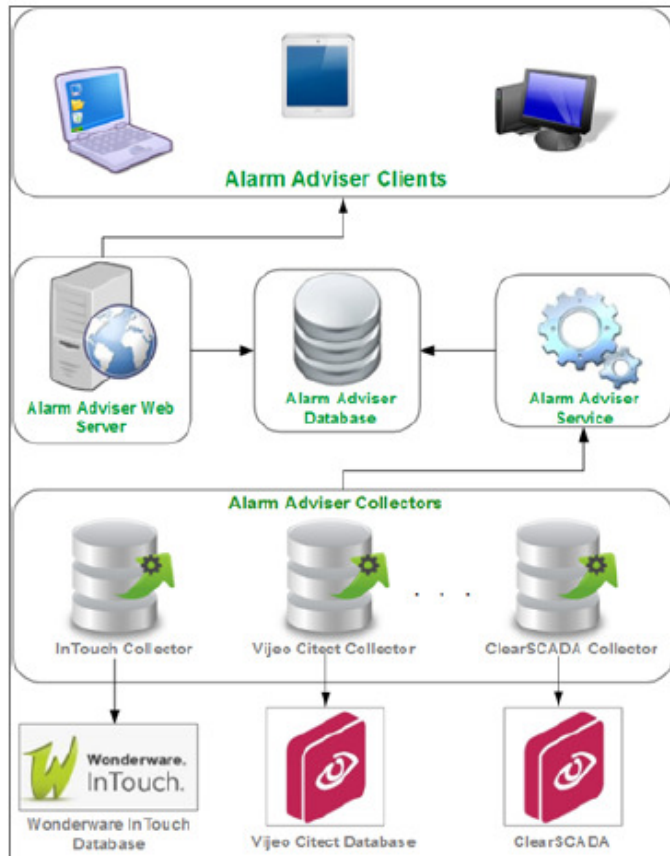 Alarm Adviser Clients
Alarm Adviser Web
Server
Alarm Adviser
Database
Alarm Adviser
Service
Alarm Adviser Collectors
. . .
InTouch Collector
Vijeo Citect Collector
ClearSCADA Collector
Wonderware.
InTouch.
Wonderware InTouch
Database
Vijeo Citect Database
ClearSCADA